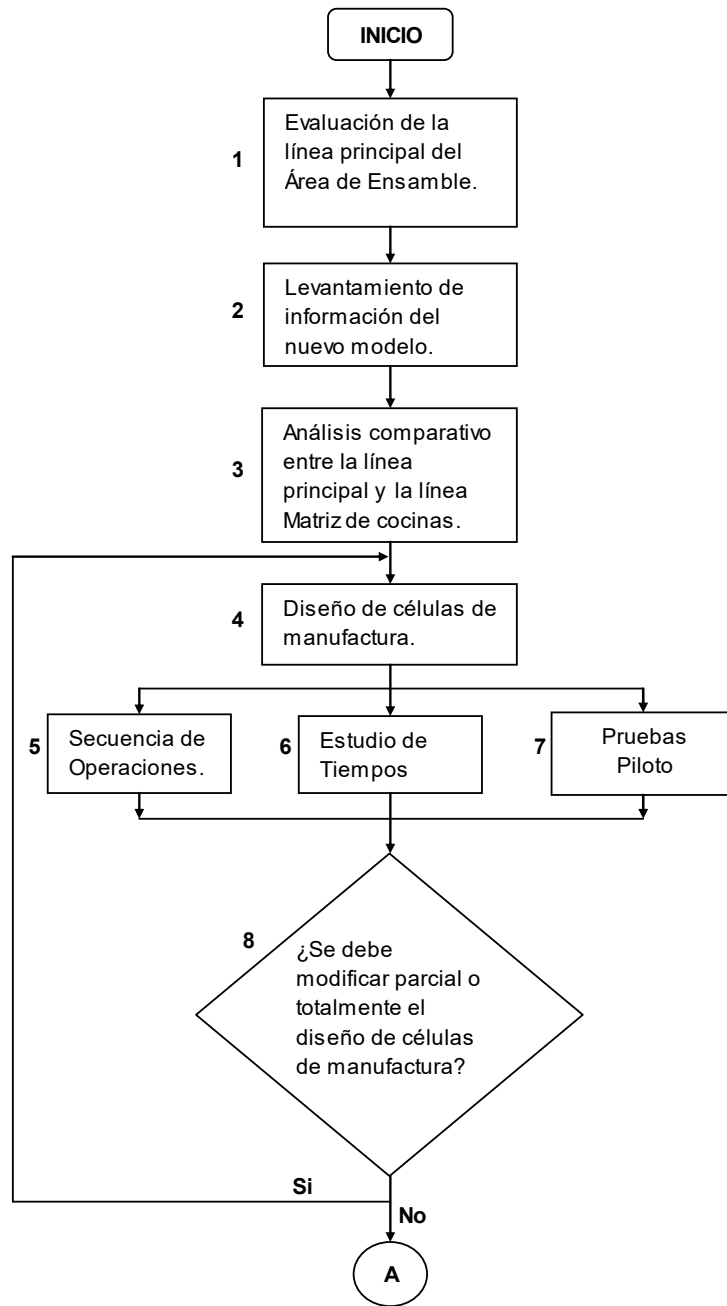 INICIO
1
Evaluación de la
línea principal del
Área de Ensamble.
2
Levantamiento de
información del
nuevo modelo.
3
Análisis comparativo
entre la línea
principal y la línea
Matriz de cocinas.
4
Diseño de células de
manufactura.
5
Secuencia de
Operaciones.
6
Estudio de
Tiempos
7
Pruebas
Piloto
8
¿Se debe
modificar parcial o
totalmente el
diseño de células
de manufactura?
Si
No
A